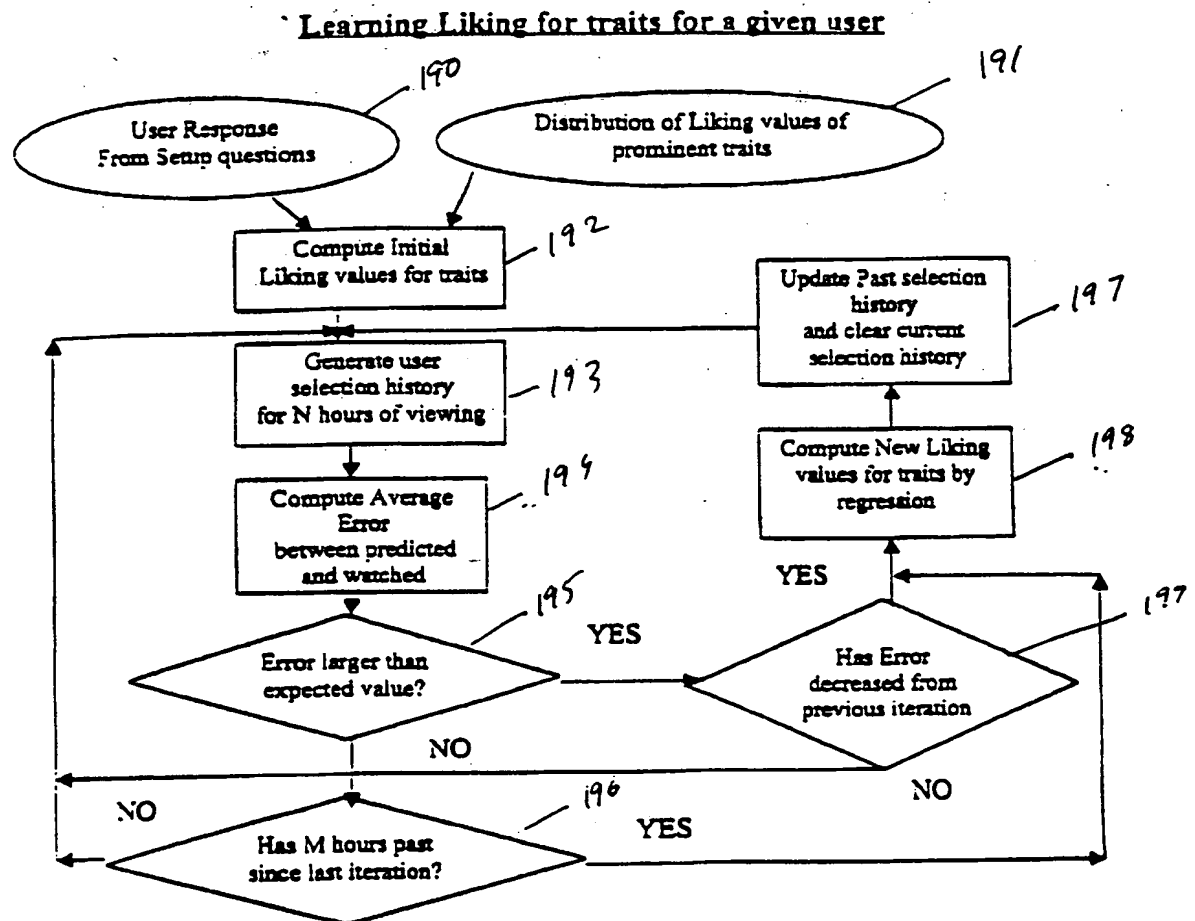 Learning Liking for traits for a given user
190
191
User Response
From Setup questions
Distribution of Liking values of
prominent traits
192
Compute Initial
Liking values for traits
Update Past selection
history
and clear current
selection history
197
Generate user
selection history
for N hours of viewing
193
Compute New Liking
values for traits by
regression
198
Compute Average
Error
between predicted
and watched
194
YES
195
197
YES
Error larger than
expected value?
Has Error
decreased from
previous iteration
NO
NO
NO
196
YES
Has M hours past
since last iteration?